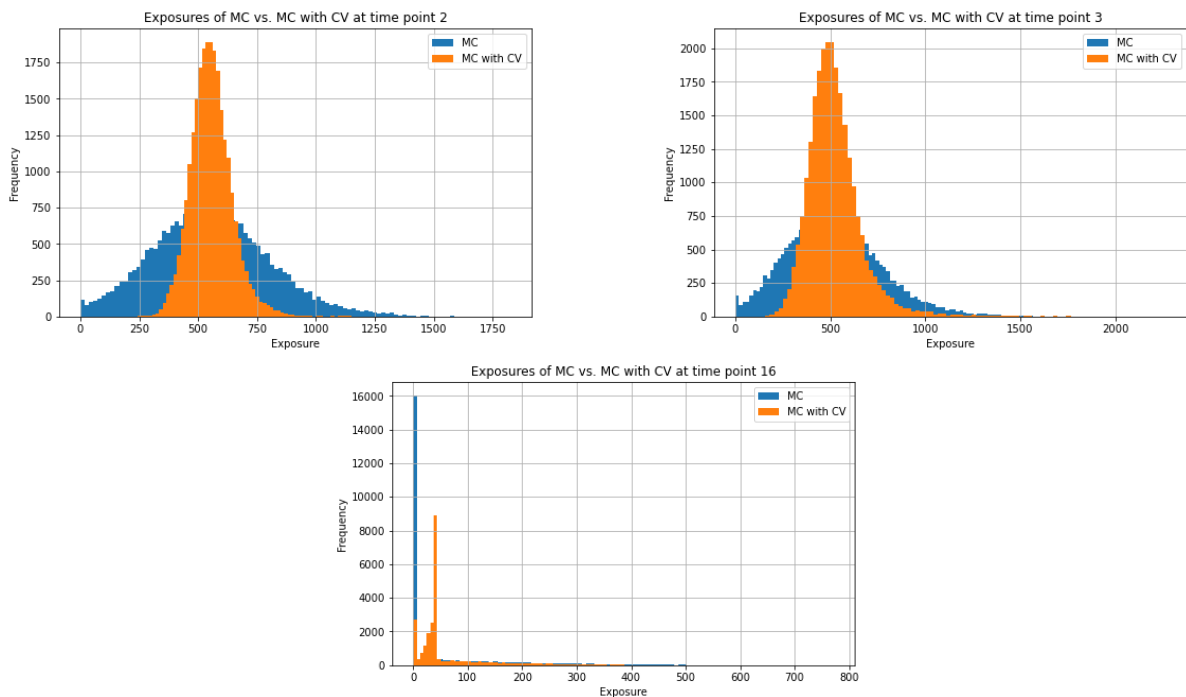 Exposures of MC vs. MC with CV at time point 2
MC
MC with CV
1750
1500
1250
1000
750
500
250
0
Frequency
0 250 500 750 1000 1250 1500 1750
Exposure
Exposures of MC vs. MC with CV at time point 3
MC
MC with CV
2000
1750
1500
1250
1000
750
500
250
0
Frequency
0 500 1000 1500 2000
Exposure
Exposures of MC vs. MC with CV at time point 16
MC
MC with CV
16000
14000
12000
10000
8000
6000
4000
2000
0
Frequency
0 100 200 300 400 500 600 700 800
Exposure